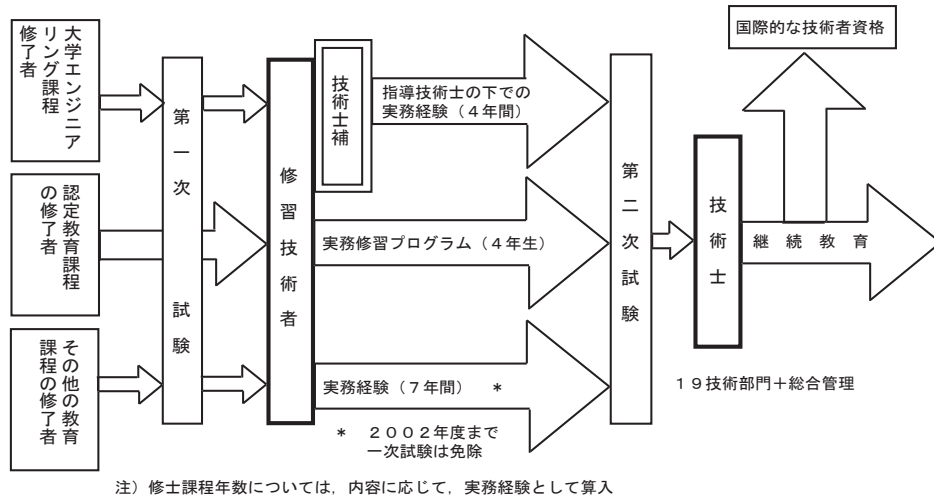 大学エンジニア
リング課程
修了者
認定教育課程
の修了者
その他の教育
課程の修了者
第一次試験
修習技術者
技術士補
指導技術士の下での
実務経験（４年間）
実務修習プログラム（４年生）
実務経験（７年間）　＊
＊　２００２年度まで
一次試験は免除
第二次試験
技術士
国際的な技術者資格
継続教育
１９技術部門＋総合管理
注）修士課程年数については，内容に応じて，実務経験として算入